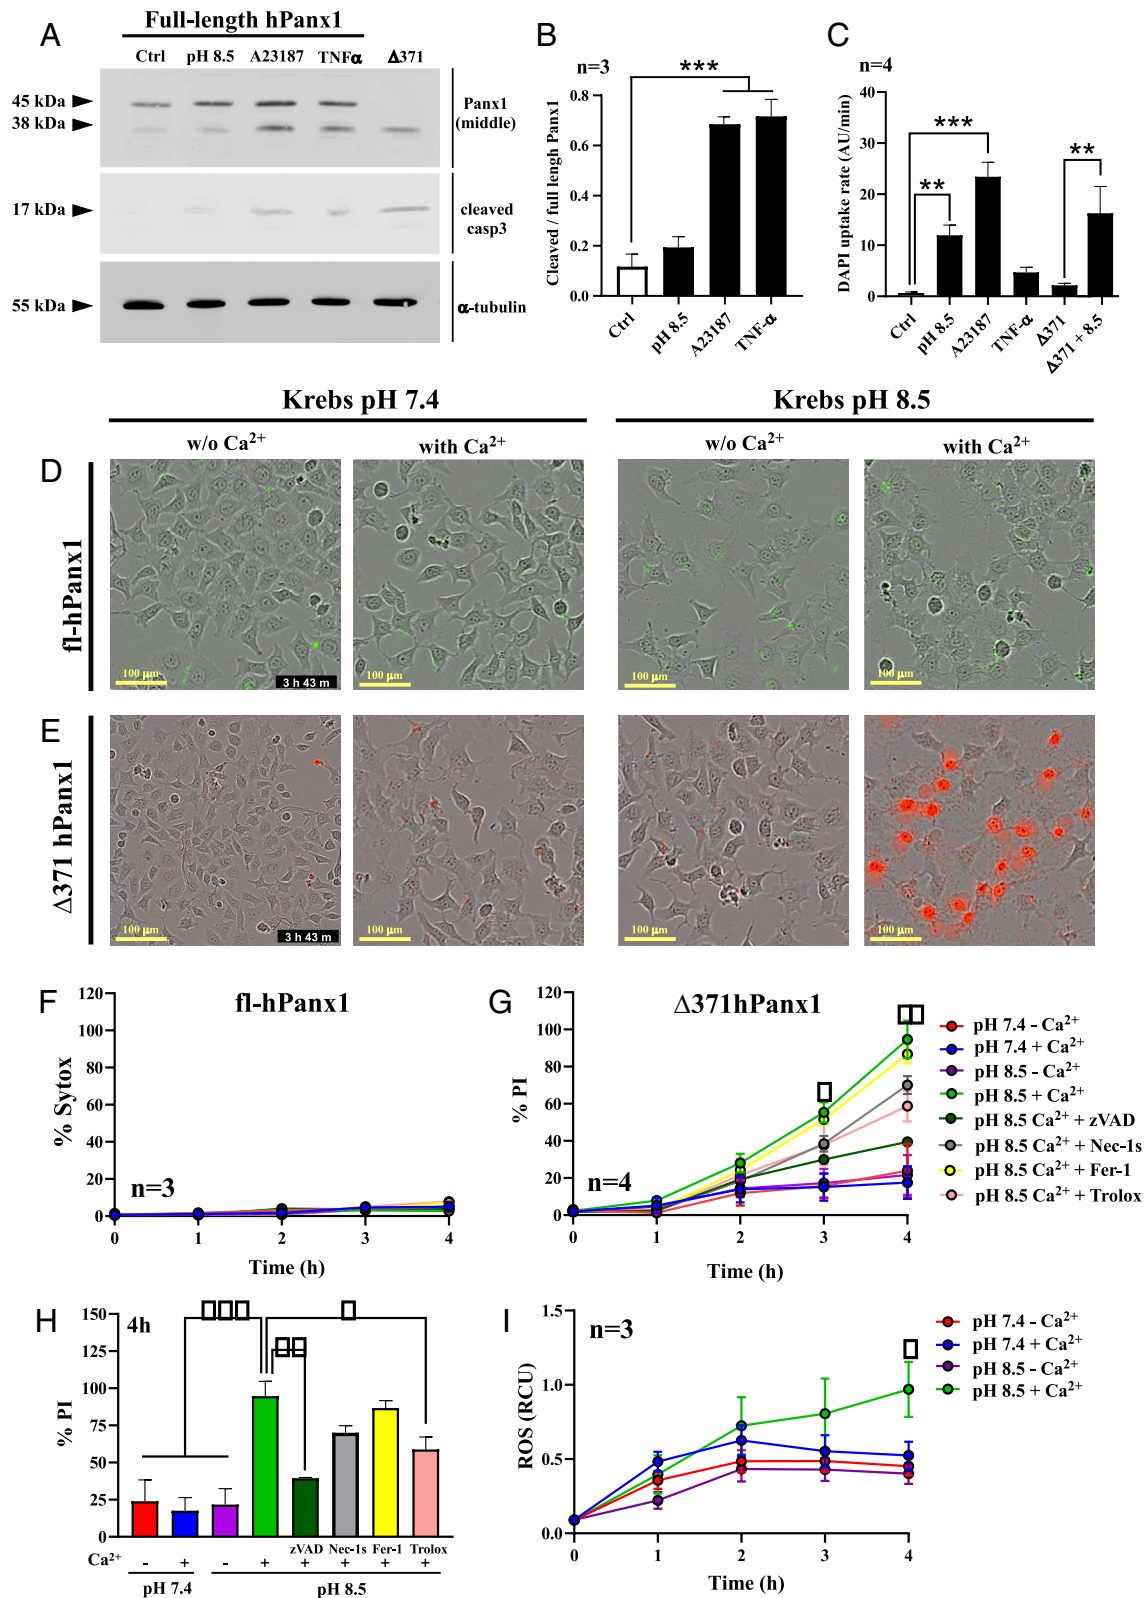 A
Full-length hPanx1
Ctrl pH 8.5 A23187 TNFα Δ371
45 kDa
38 kDa
Panx1
(middle)
17 kDa
cleaved
casp3
55 kDa
α-tubulin
B
n=3
***
Cleaved / full lengh Panx1
0.8
0.6
0.4
0.2
0.0
Ctrl
pH 8.5
A23187
TNF-α
C
n=4
***
**
**
DAPI uptake rate (AU/min)
40
30
20
10
0
Ctrl
pH 8.5
A23187
TNF-α
Δ371
Δ371 + 8.5
Krebs pH 7.4
Krebs pH 8.5
w/o Ca²⁺
with Ca²⁺
w/o Ca²⁺
with Ca²⁺
D
fl-hPanx1
100 µm
3 h 43 m
100 µm
100 µm
100 µm
E
Δ371 hPanx1
100 µm
3 h 43 m
100 µm
100 µm
100 µm
F
fl-hPanx1
% Sytox
120
100
80
60
40
20
0
n=3
0 1 2 3 4
Time (h)
G
Δ371hPanx1
% PI
120
100
80
60
40
20
0
n=4
0 1 2 3 4
Time (h)
pH 7.4 - Ca²⁺
pH 7.4 + Ca²⁺
pH 8.5 - Ca²⁺
pH 8.5 + Ca²⁺
pH 8.5 Ca²⁺ + zVAD
pH 8.5 Ca²⁺ + Nec-1s
pH 8.5 Ca²⁺ + Fer-1
pH 8.5 Ca²⁺ + Trolox
H
4h
% PI
150
125
100
75
50
25
0
zVAD Nec-1s Fer-1 Trolox
Ca²⁺ - + - + + + + +
pH 7.4 pH 8.5
I
n=3
ROS (RCU)
1.5
1.0
0.5
0.0
0 1 2 3 4
Time (h)
pH 7.4 - Ca²⁺
pH 7.4 + Ca²⁺
pH 8.5 - Ca²⁺
pH 8.5 + Ca²⁺